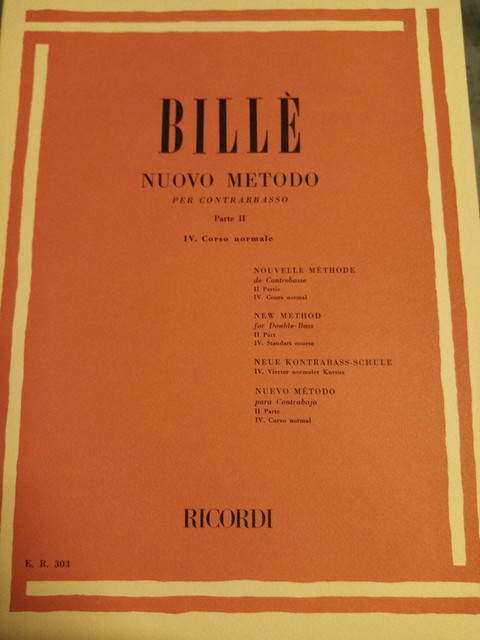 BILLÈ
NUOVO METODO
PER CONTRABBASSO
Parte II
IV. Corso normale
NOUVELLE MÉTHODE
de Contrebasse
II Partie
IV. Cours normal
NEW METHOD
for Double-Bass
II Part
IV. Standart course
NEUE KONTRABASS-SCHULE
IV. Vierter normaler Kursus
NUEVO MÉTODO
para Contrabajo
II Parte
IV. Corso normal
RICORDI
E. R. 303